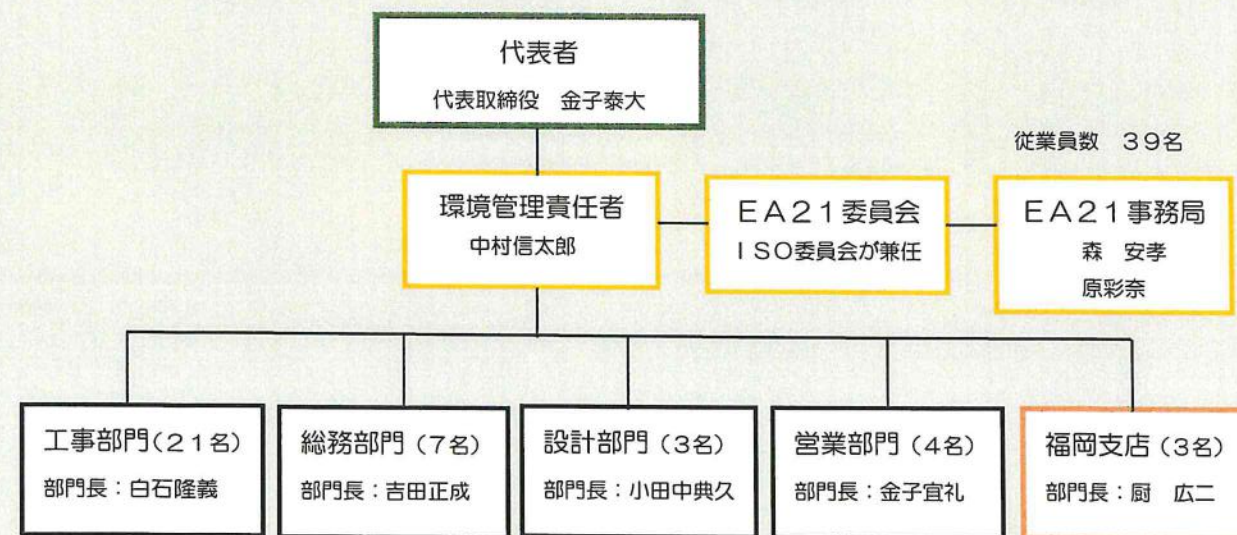 代表者
代表取締役　金子泰大
従業員数　39名
環境管理責任者
中村信太郎
EA21委員会
ISO委員会が兼任
EA21事務局
森　安孝
原彩奈
工事部門(21名)
部門長：白石隆義
総務部門(7名)
部門長：吉田正成
設計部門(3名)
部門長：小田中典久
営業部門(4名)
部門長：金子宜礼
福岡支店(3名)
部門長：厨　広二